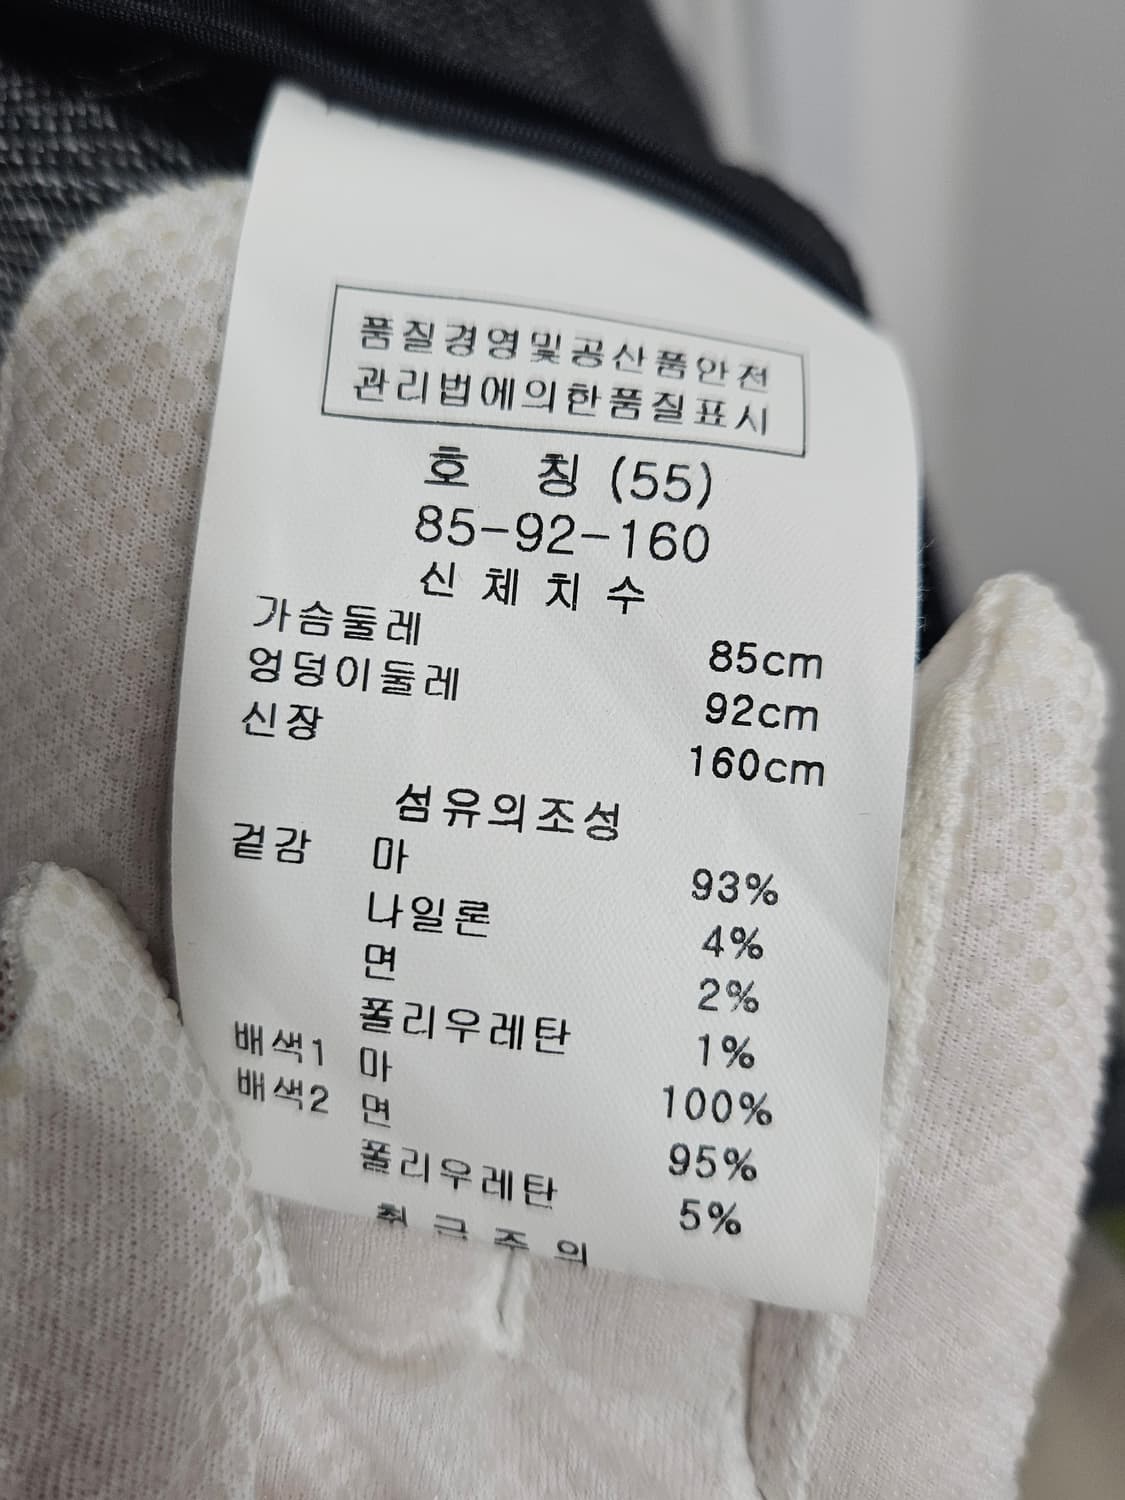 품질경영및공산품안전
관리법에의한품질표시
호 칭 (55)
85-92-160
신 체 치 수
가슴둘레 85cm
엉덩이둘레 92cm
신장 160cm
섬유의조성
겉감 마 93%
나일론 4%
면 2%
폴리우레탄 1%
배색1 마 100%
배색2 면 95%
폴리우레탄 5%
취 급 주 의